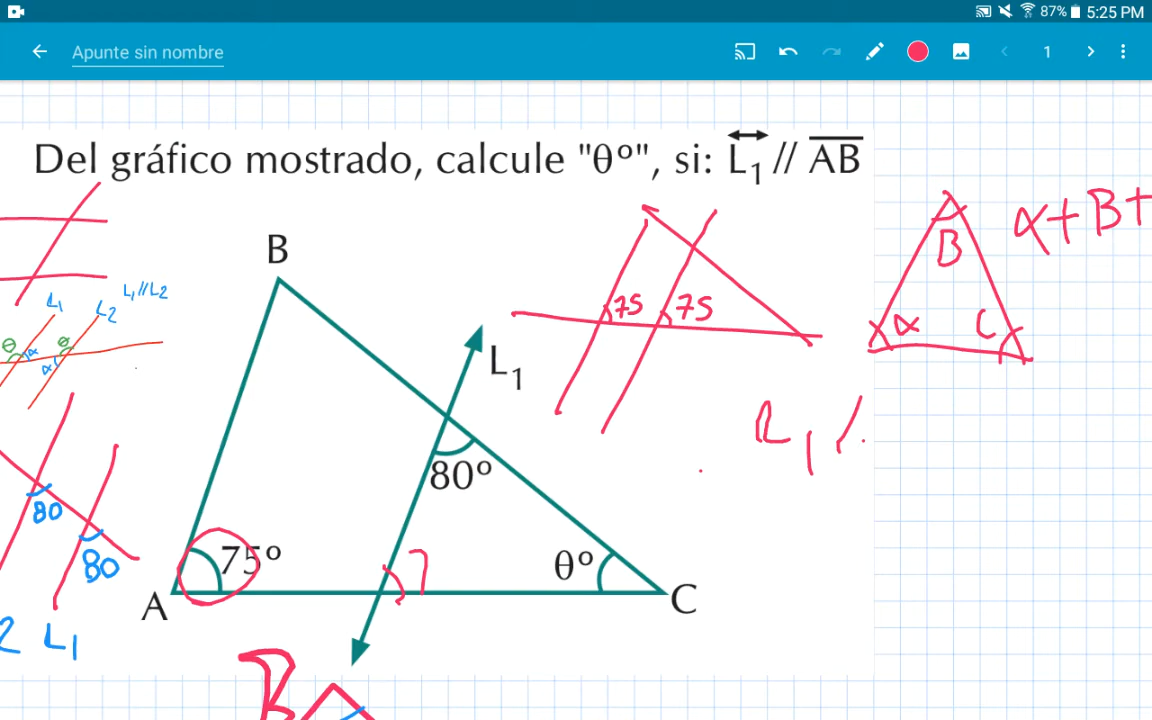 87% 5:25 PM
Apunte sin nombre
1
Del gráfico mostrado, calcule "θº", si: L1 // AB
B
L1
80º
75º
θº
A
C
L1 L2 L1//L2
θ α θ α
75 75
B
α C
α+B+
80
80
L1
L1
7
B